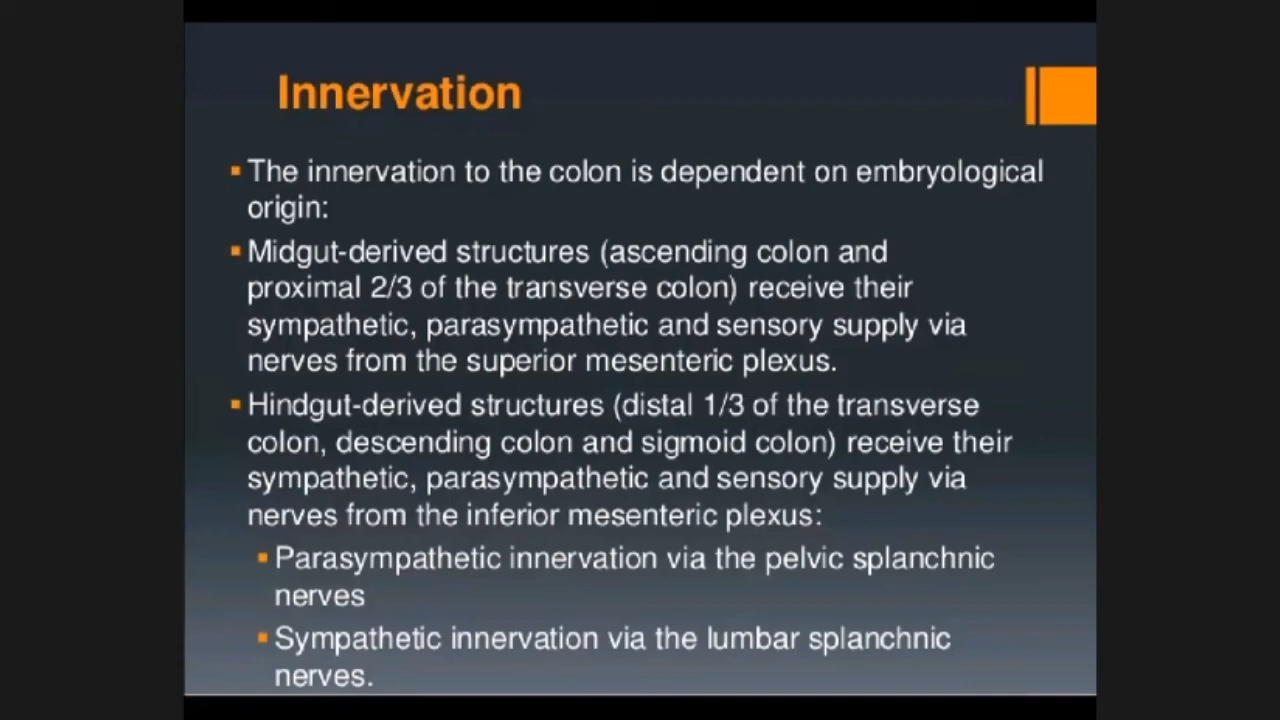 Innervation
The innervation to the colon is dependent on embryological
origin:
Midgut-derived structures (ascending colon and
proximal 2/3 of the transverse colon) receive their
sympathetic, parasympathetic and sensory supply via
nerves from the superior mesenteric plexus.
Hindgut-derived structures (distal 1/3 of the transverse
colon, descending colon and sigmoid colon) receive their
sympathetic, parasympathetic and sensory supply via
nerves from the inferior mesenteric plexus:
Parasympathetic innervation via the pelvic splanchnic
nerves
Sympathetic innervation via the lumbar splanchnic
nerves.